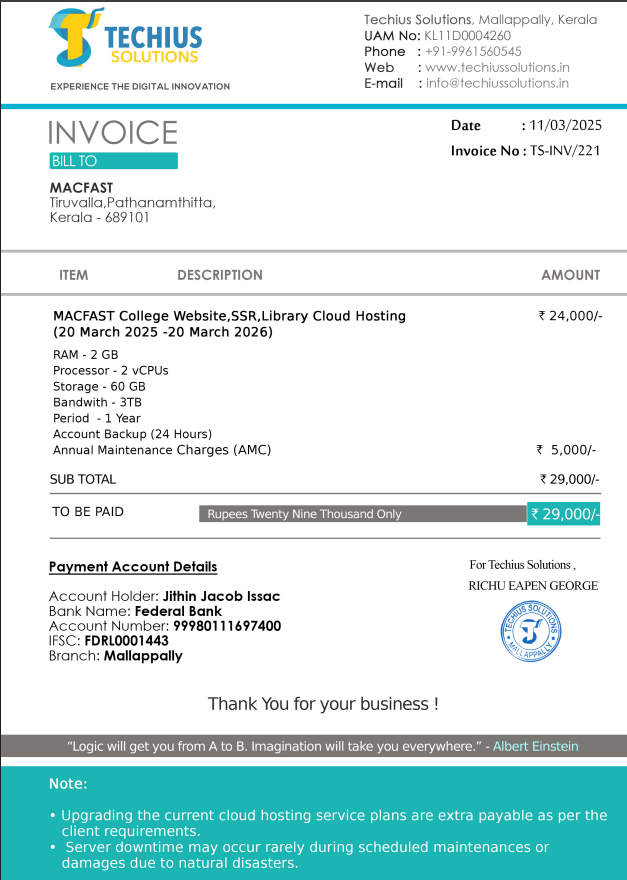 TECHIUS
SOLUTIONS
EXPERIENCE THE DIGITAL INNOVATION
Techius Solutions, Mallappally, Kerala
UAM No: KL11D0004260
Phone : +91-9961560545
Web : www.techiussolutions.in
E-mail : info@techiussolutions.in
INVOICE
BILL TO
Date : 11/03/2025
Invoice No : TS-INV/221
MACFAST
Tiruvalla,Pathanamthitta,
Kerala - 689101
ITEM DESCRIPTION AMOUNT
MACFAST College Website,SSR,Library Cloud Hosting ₹ 24,000/-
(20 March 2025 -20 March 2026)
RAM - 2 GB
Processor - 2 vCPUs
Storage - 60 GB
Bandwith - 3TB
Period - 1 Year
Account Backup (24 Hours)
Annual Maintenance Charges (AMC) ₹ 5,000/-
SUB TOTAL ₹ 29,000/-
TO BE PAID Rupees Twenty Nine Thousand Only ₹ 29,000/-
Payment Account Details
Account Holder: Jithin Jacob Issac
Bank Name: Federal Bank
Account Number: 99980111697400
IFSC: FDRL0001443
Branch: Mallappally
For Techius Solutions ,
RICHU EAPEN GEORGE
TECHIUS SOLUTIONS
MALLAPPALLY
Thank You for your business !
“Logic will get you from A to B. Imagination will take you everywhere.” - Albert Einstein
Note:
• Upgrading the current cloud hosting service plans are extra payable as per the
client requirements.
• Server downtime may occur rarely during scheduled maintenances or
damages due to natural disasters.